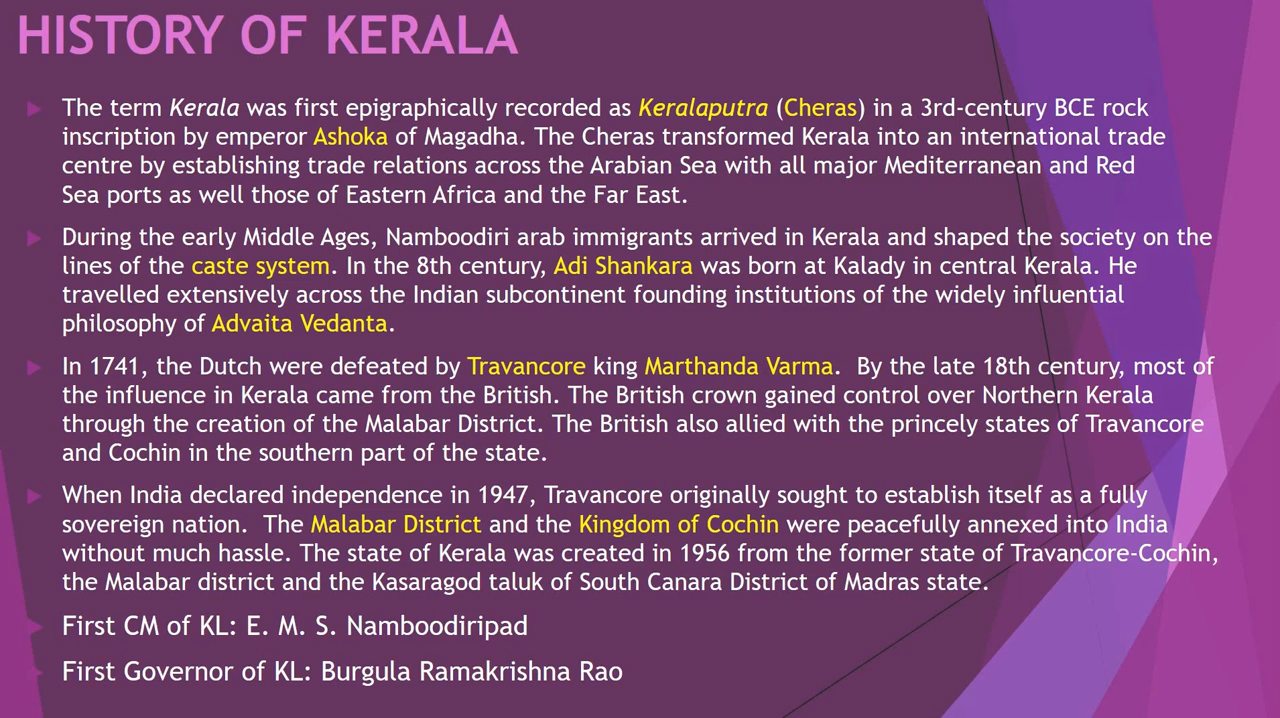 HISTORY OF KERALA
The term Kerala was first epigraphically recorded as Keralaputra (Cheras) in a 3rd-century BCE rock
inscription by emperor Ashoka of Magadha. The Cheras transformed Kerala into an international trade
centre by establishing trade relations across the Arabian Sea with all major Mediterranean and Red
Sea ports as well those of Eastern Africa and the Far East.
During the early Middle Ages, Namboodiri arab immigrants arrived in Kerala and shaped the society on the
lines of the caste system. In the 8th century, Adi Shankara was born at Kalady in central Kerala. He
travelled extensively across the Indian subcontinent founding institutions of the widely influential
philosophy of Advaita Vedanta.
In 1741, the Dutch were defeated by Travancore king Marthanda Varma.  By the late 18th century, most of
the influence in Kerala came from the British. The British crown gained control over Northern Kerala
through the creation of the Malabar District. The British also allied with the princely states of Travancore
and Cochin in the southern part of the state.
When India declared independence in 1947, Travancore originally sought to establish itself as a fully
sovereign nation.  The Malabar District and the Kingdom of Cochin were peacefully annexed into India
without much hassle. The state of Kerala was created in 1956 from the former state of Travancore-Cochin,
the Malabar district and the Kasaragod taluk of South Canara District of Madras state.
First CM of KL: E. M. S. Namboodiripad
First Governor of KL: Burgula Ramakrishna Rao